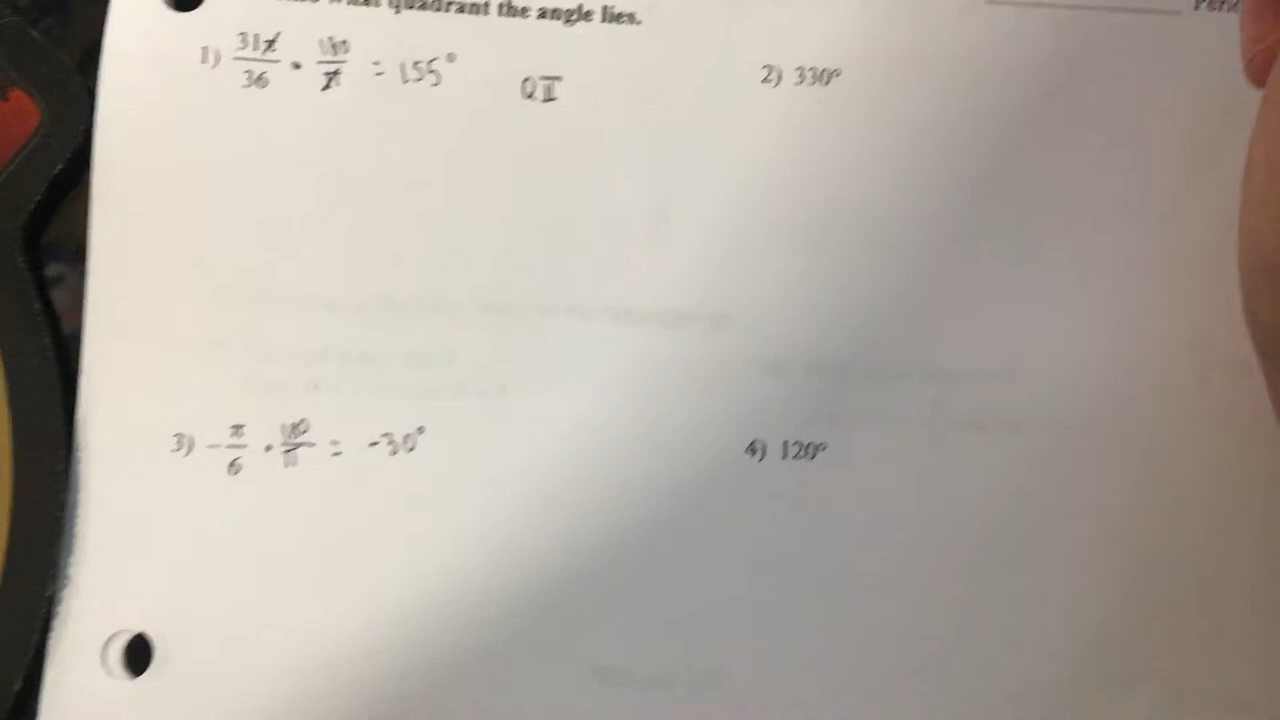 quadrant the angle lies.
1) 31π/36 • 180/π = 155° QII
2) 330°
3) -π/6 • 180/π = -30°
4) 120°